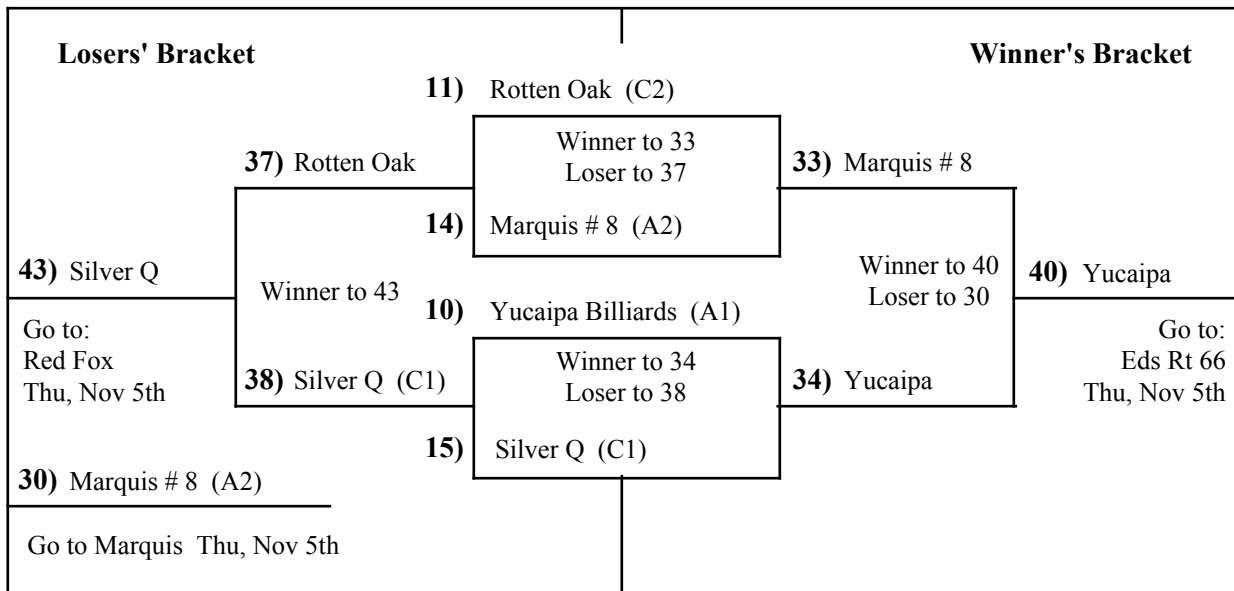 Losers' Bracket
Winner's Bracket
11) Rotten Oak (C2)
Winner to 33
Loser to 37
37) Rotten Oak
33) Marquis # 8
14) Marquis # 8 (A2)
43) Silver Q
Winner to 43
Winner to 40
Loser to 30
40) Yucaipa
10) Yucaipa Billiards (A1)
Go to:
Red Fox
Thu, Nov 5th
Go to:
Eds Rt 66
Thu, Nov 5th
Winner to 34
Loser to 38
38) Silver Q (C1)
34) Yucaipa
15) Silver Q (C1)
30) Marquis # 8 (A2)
Go to Marquis Thu, Nov 5th